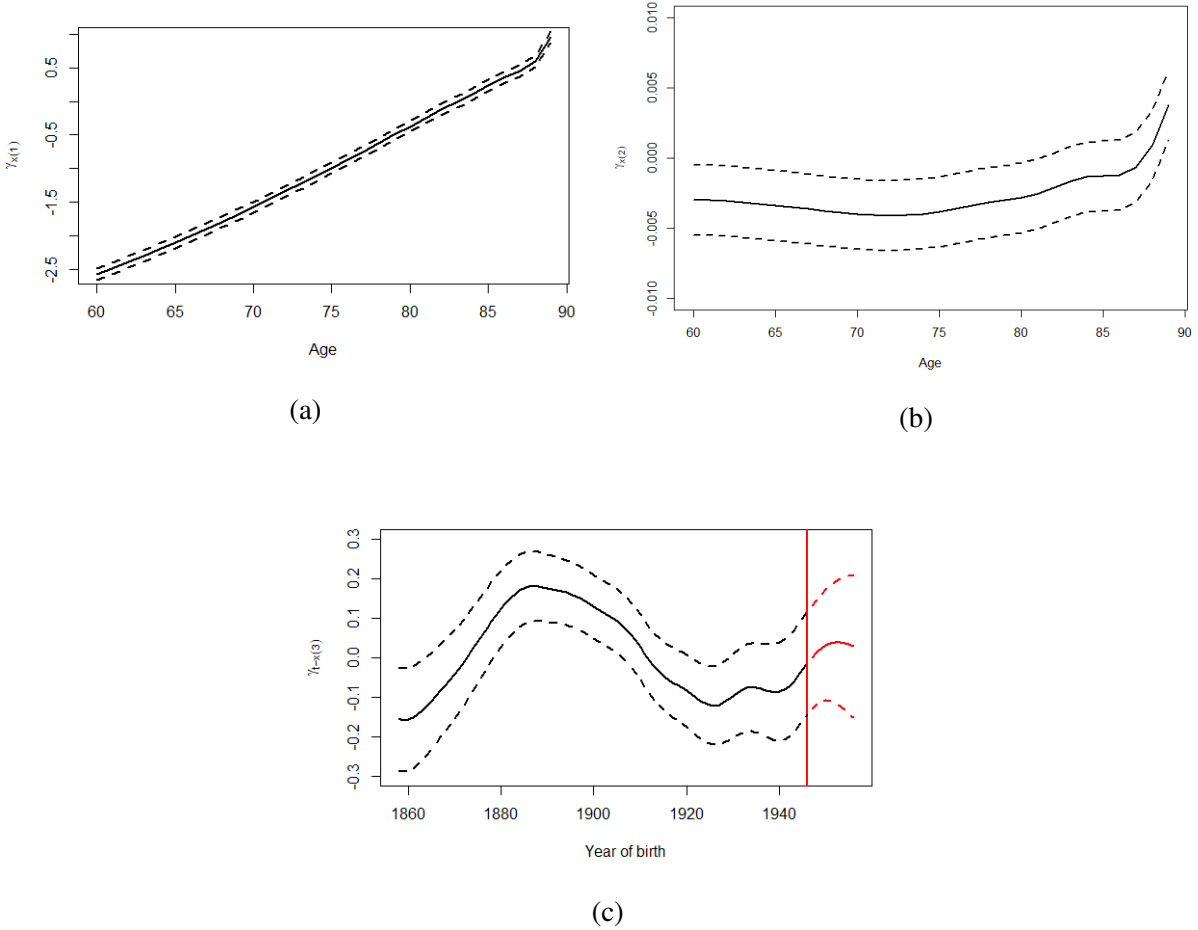 0.5
-0.5
-1.5
-2.5
γx(1)
60 65 70 75 80 85 90
Age
(a)
0.010
0.005
0.000
-0.005
-0.010
γx(2)
60 65 70 75 80 85 90
Age
(b)
0.3
0.2
0.1
0.0
-0.1
-0.2
-0.3
γt−x(3)
1860 1880 1900 1920 1940
Year of birth
(c)